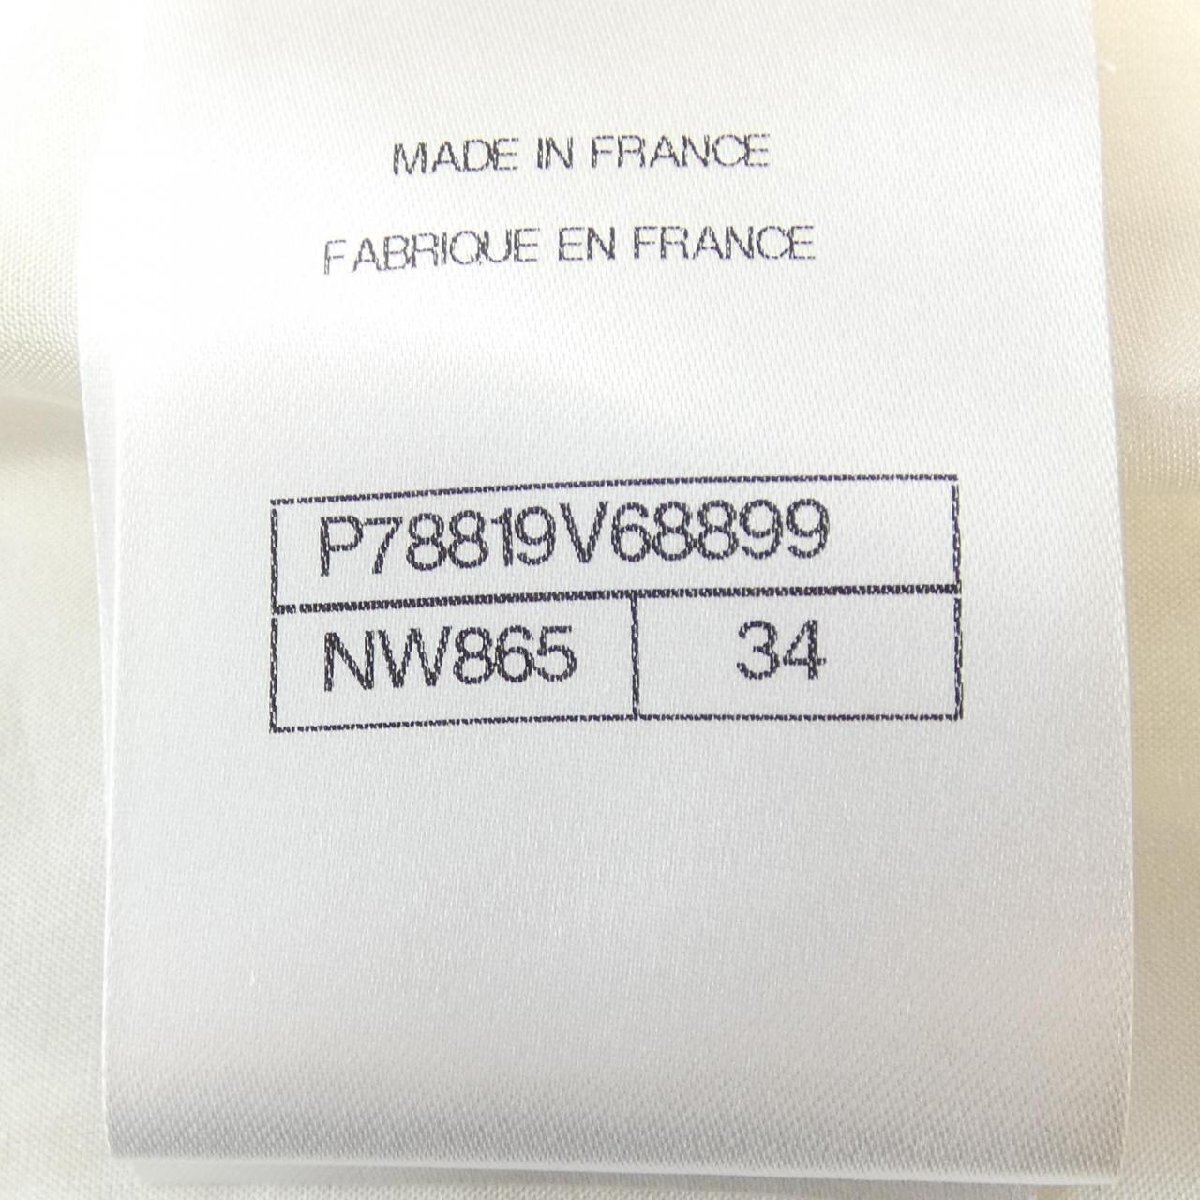 MADE IN FRANCE
FABRIQUE EN FRANCE
P78819V68899
NW865 34